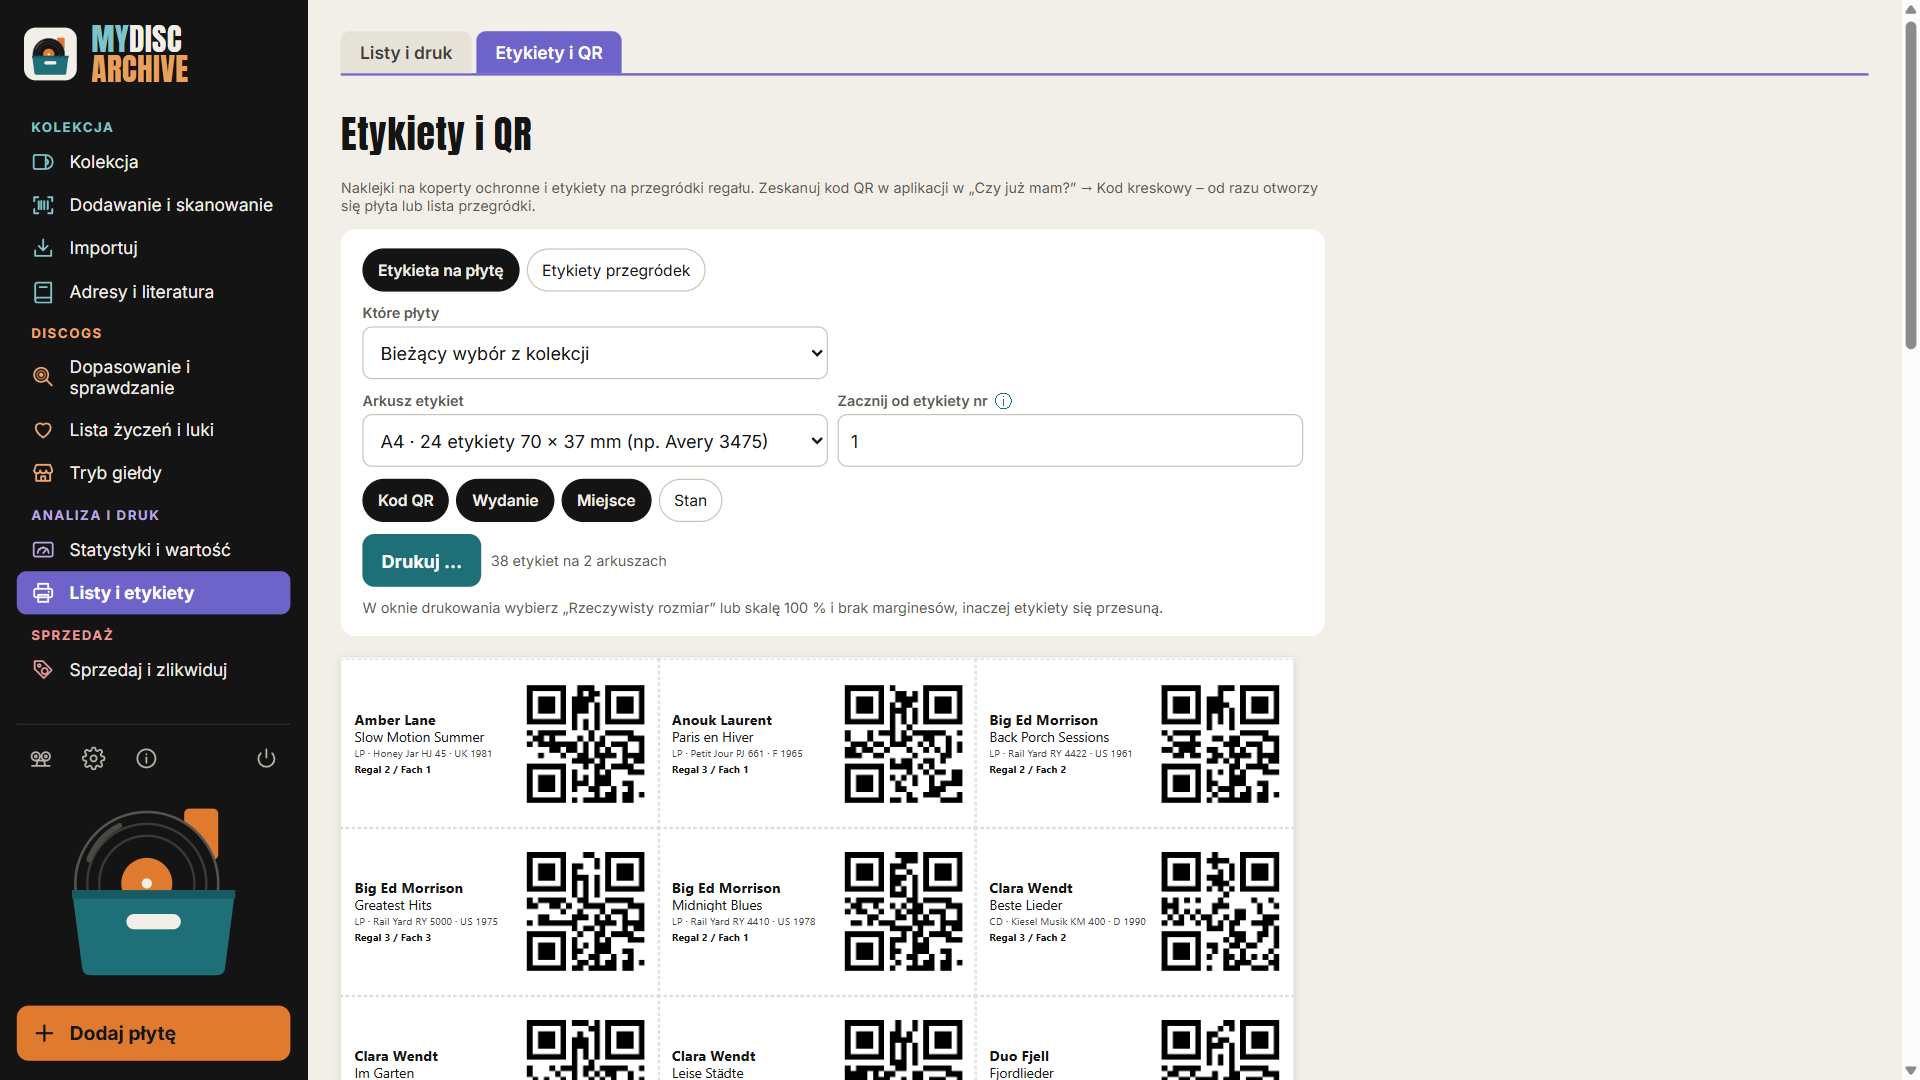 MYDISC
ARCHIVE
KOLEKCJA
Kolekcja
Dodawanie i skanowanie
Importuj
Adresy i literatura
DISCOGS
Dopasowanie i
sprawdzanie
Lista życzeń i luki
Tryb giełdy
ANALIZA I DRUK
Statystyki i wartość
Listy i etykiety
SPRZEDAŻ
Sprzedaj i zlikwiduj
Dodaj płytę
Listy i druk
Etykiety i QR
Etykiety i QR
Naklejki na koperty ochronne i etykiety na przegródki regału. Zeskanuj kod QR w aplikacji w „Czy już mam?” → Kod kreskowy – od razu otworzy
się płyta lub lista przegródki.
Etykieta na płytę
Etykiety przegródek
Które płyty
Bieżący wybór z kolekcji
Arkusz etykiet
Zacznij od etykiety nr
A4 · 24 etykiety 70 × 37 mm (np. Avery 3475)
1
Kod QR
Wydanie
Miejsce
Stan
Drukuj ...
38 etykiet na 2 arkuszach
W oknie drukowania wybierz „Rzeczywisty rozmiar” lub skalę 100 % i brak marginesów, inaczej etykiety się przesuną.
Amber Lane
Slow Motion Summer
LP · Honey Jar HJ 45 · UK 1981
Regal 2 / Fach 1
Anouk Laurent
Paris en Hiver
LP · Petit Jour PJ 661 · F 1965
Regal 3 / Fach 1
Big Ed Morrison
Back Porch Sessions
LP · Rail Yard RY 4422 · US 1961
Regal 2 / Fach 2
Big Ed Morrison
Greatest Hits
LP · Rail Yard RY 5000 · US 1975
Regal 3 / Fach 3
Big Ed Morrison
Midnight Blues
LP · Rail Yard RY 4410 · US 1978
Regal 2 / Fach 1
Clara Wendt
Beste Lieder
CD · Kiesel Musik KM 400 · D 1990
Regal 3 / Fach 2
Clara Wendt
Im Garten
Clara Wendt
Leise Städte
Duo Fjell
Fjordlieder